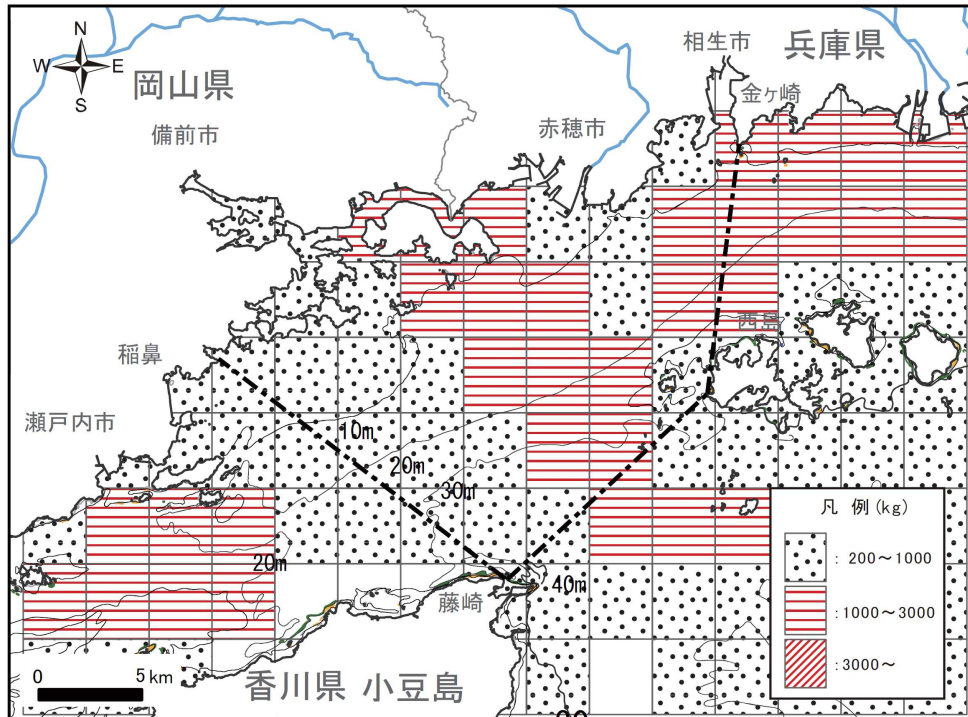 N
W
E
S
岡山県
備前市
相生市
兵庫県
金ヶ崎
赤穂市
西島
稲鼻
瀬戸内市
10m
20m
30m
20m
40m
藤崎
凡 例 (kg)
: 200～1000
: 1000～3000
: 3000～
0
5 km
香川県 小豆島